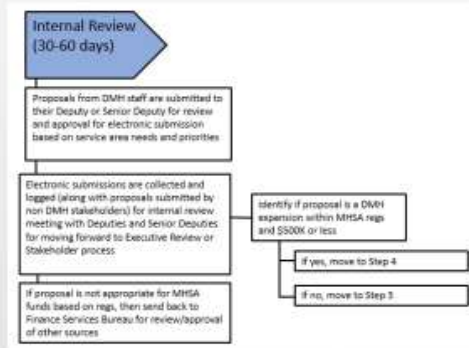 Internal Review
(30-60 days)
Proposals from DMH staff are submitted to
their Deputy or Senior Deputy for review
and approval for electronic submission
based on service area needs and priorities
Electronic submissions are collected and
logged (along with proposals submitted by
non DMH stakeholders) for internal review
meeting with Deputies and Senior Deputies
for moving forward to Executive Review or
Stakeholder process
Identify if proposal is a DMH
expansion within MHSA regs
and $500K or less
If yes, move to Step 4
If no, move to Step 3
If proposal is not appropriate for MHSA
funds based on regs, then send back to
Finance Services Bureau for review/approval
of other sources